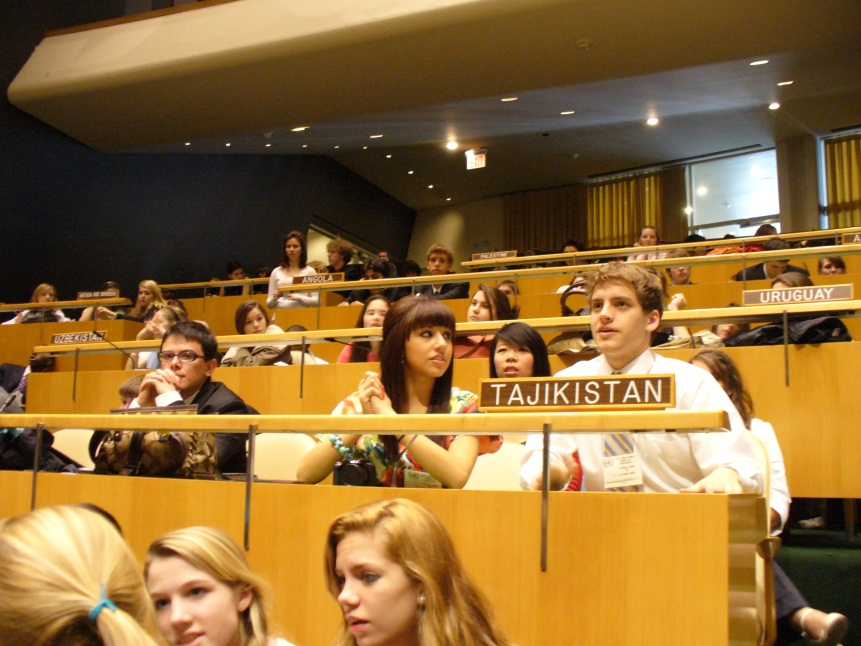 PALESTINE
ANGOLA
URUGUAY
UZBEKISTAN
TAJIKISTAN